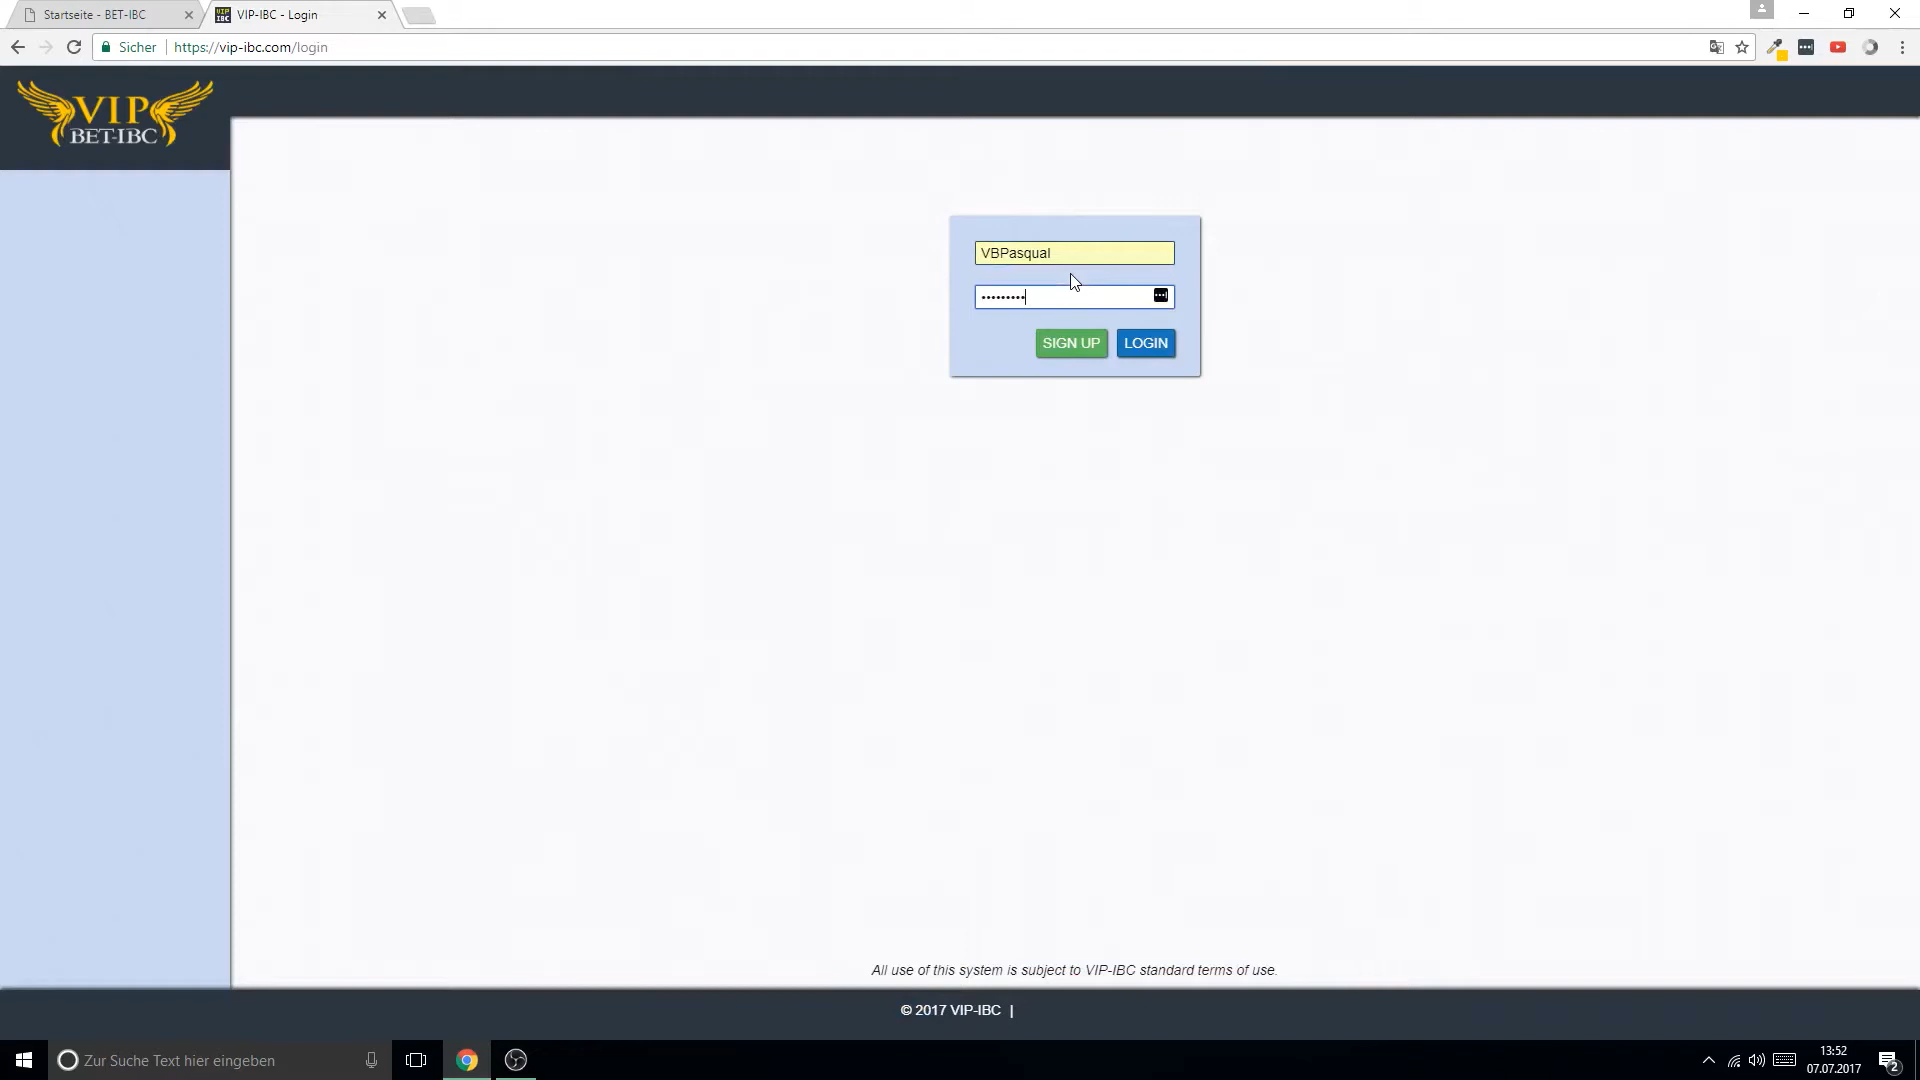 Startseite - BET-IBC
VIP-IBC - Login
Sicher
https://vip-ibc.com/login
VIP
BET-IBC
VBPasqual
•••••••••
SIGN UP
LOGIN
All use of this system is subject to VIP-IBC standard terms of use.
© 2017 VIP-IBC |
Zur Suche Text hier eingeben
13:52
07.07.2017
2